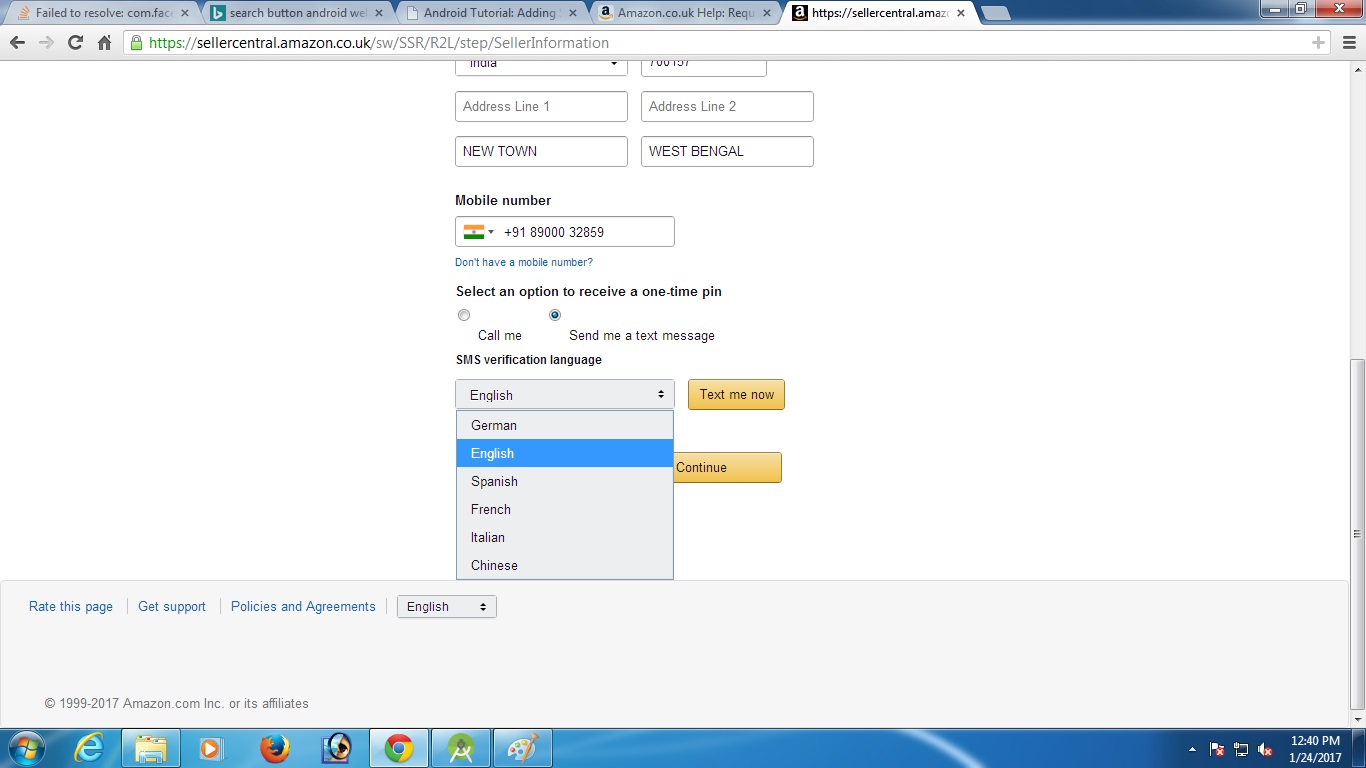 Failed to resolve: com.face
search button android wel
Android Tutorial: Adding
Amazon.co.uk Help: Requ
https://sellercentral.amaz
https://sellercentral.amazon.co.uk/sw/SSR/R2L/step/SellerInformation
India 700157
Address Line 1 Address Line 2
NEW TOWN WEST BENGAL
Mobile number
+91 89000 32859
Don't have a mobile number?
Select an option to receive a one-time pin
Call me Send me a text message
SMS verification language
English Text me now
German
English
Continue
Spanish
French
Italian
Chinese
Rate this page Get support Policies and Agreements English
© 1999-2017 Amazon.com Inc. or its affiliates
12:40 PM
1/24/2017